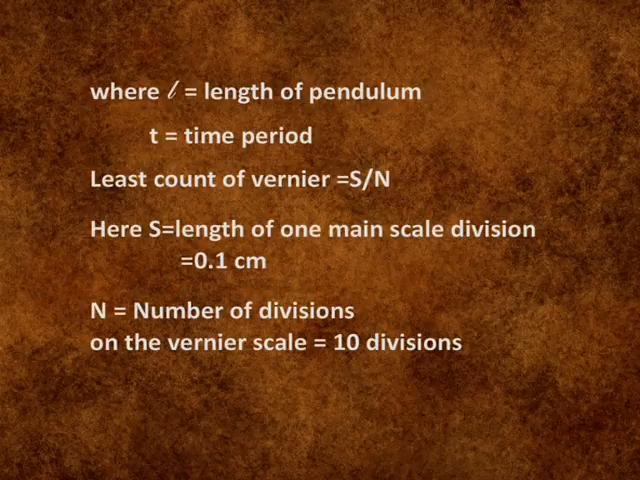 where l = length of pendulum
t = time period
Least count of vernier =S/N
Here S=length of one main scale division
=0.1 cm
N = Number of divisions
on the vernier scale = 10 divisions